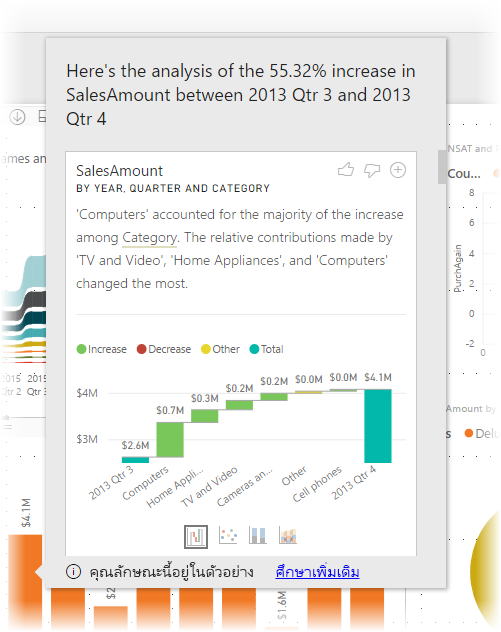 Here's the analysis of the 55.32% increase in
SalesAmount between 2013 Qtr 3 and 2013
Qtr 4
SalesAmount
BY YEAR, QUARTER AND CATEGORY
'Computers' accounted for the majority of the increase
among Category. The relative contributions made by
'TV and Video', 'Home Appliances', and 'Computers'
changed the most.
Increase Decrease Other Total
$4M
$3M
$2.6M
$0.7M
$0.3M
$0.2M
$0.2M
$0.0M
$0.0M
$4.1M
2013 Qtr 3
Computers
Home Appli...
TV and Video
Cameras an...
Other
Cell phones
2013 Qtr 4
คุณลักษณะนี้อยู่ในตัวอย่าง ศึกษาเพิ่มเติม
ames an
2015
Qtr 2
$4.1M
$1.6M
NSAT and
Cou...
PurchAgain
8
6
4
2
0
-2
0
Amount by
Delu